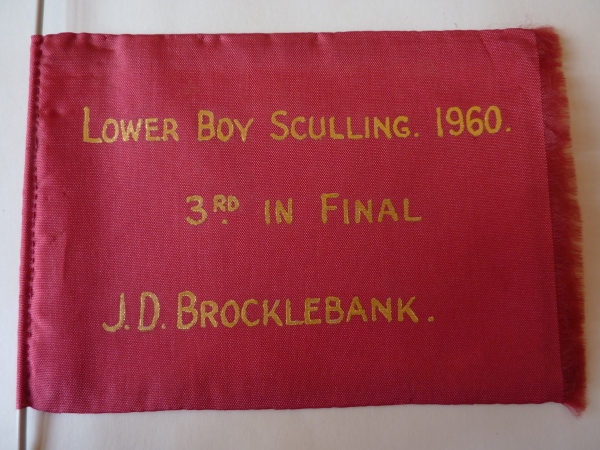 LOWER BOY SCULLING. 1960.
3RD. IN FINAL
J.D. BROCKLEBANK.